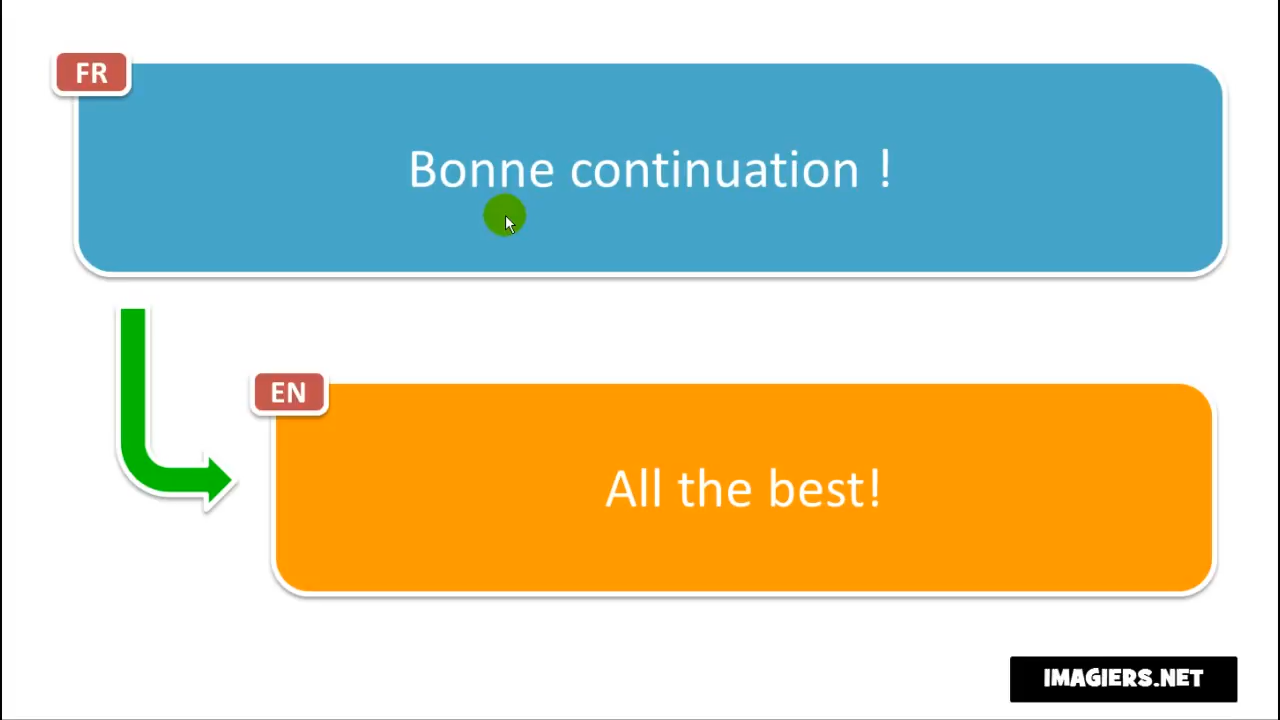 FR
Bonne continuation !
EN
All the best!
IMAGIERS.NET